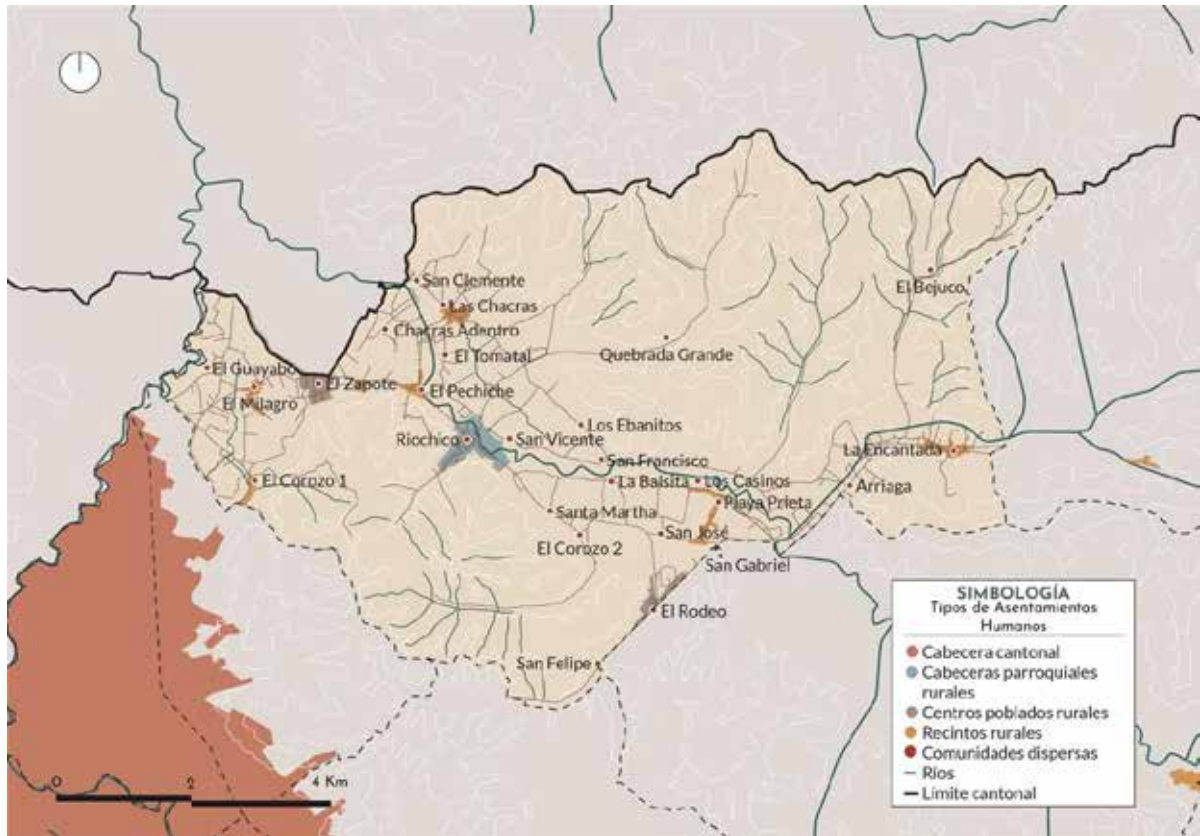 San Clemente
Las Chacras
El Bejuco
Chacras Adentro
El Tomatal
Quebrada Grande
El Guayabo
El Zapote
El Pechiche
El Milagro
Los Ebanitos
Riochico
San Vicente
La Encantada
San Francisco
El Corozo 1
La Balsita
Los Casinos
Arriaga
Playa Prieta
Santa Martha
San José
El Corozo 2
San Gabriel
El Rodeo
San Felipe
SIMBOLOGÍA
Tipos de Asentamientos
Humanos
Cabecera cantonal
Cabeceras parroquiales
rurales
Centros poblados rurales
Recintos rurales
Comunidades dispersas
Ríos
Límite cantonal
0 2 4 Km